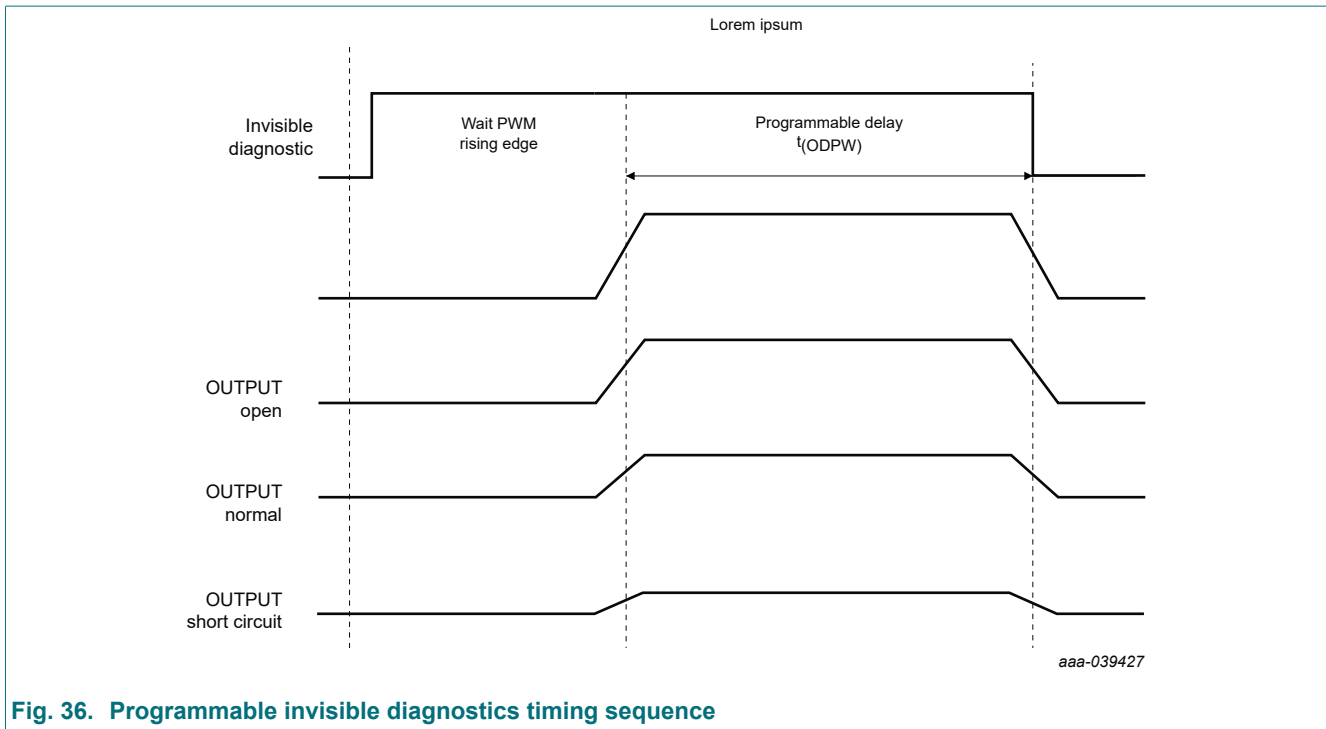 Lorem ipsum
Invisible
diagnostic
Wait PWM
rising edge
Programmable delay
t(ODPW)
OUTPUT
open
OUTPUT
normal
OUTPUT
short circuit
aaa-039427
Fig. 36. Programmable invisible diagnostics timing sequence